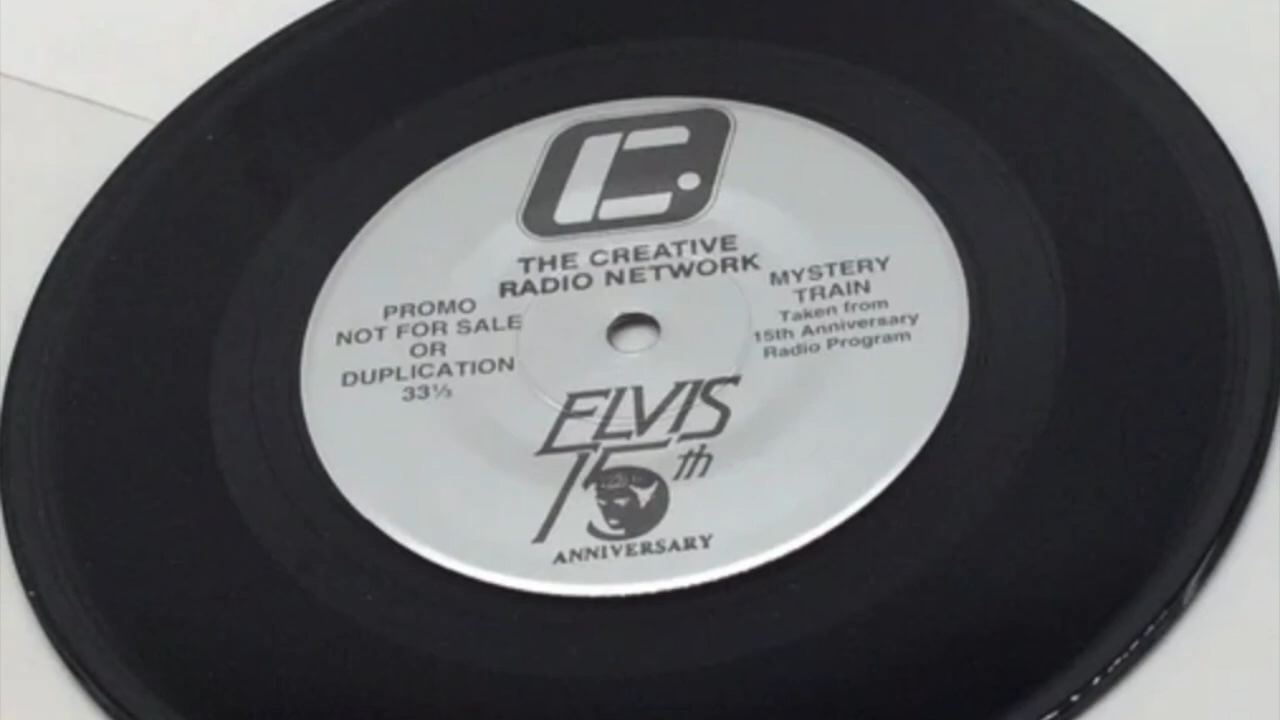 THE CREATIVE
RADIO NETWORK
PROMO
NOT FOR SALE
OR
DUPLICATION
33⅓
MYSTERY
TRAIN
Taken from
15th Anniversary
Radio Program
ELVIS
15th
ANNIVERSARY